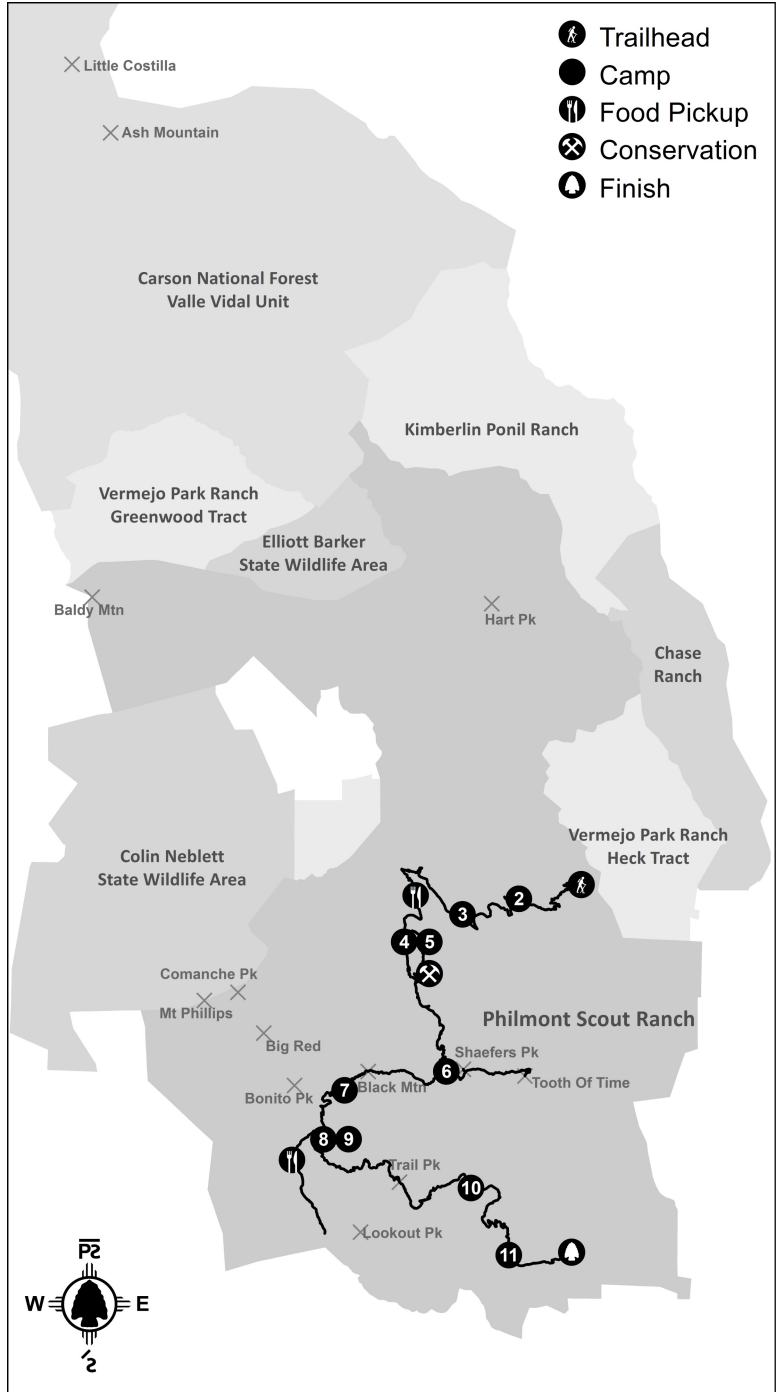 Trailhead
Camp
Food Pickup
Conservation
Finish
Little Costilla
Ash Mountain
Carson National Forest
Valle Vidal Unit
Kimberlin Ponil Ranch
Vermejo Park Ranch
Greenwood Tract
Elliott Barker
State Wildlife Area
Baldy Mtn
Hart Pk
Chase
Ranch
Vermejo Park Ranch
Heck Tract
Colin Neblett
State Wildlife Area
2
3
4
5
Comanche Pk
Mt Phillips
Philmont Scout Ranch
Big Red
Shaefers Pk
6
Tooth Of Time
Black Mtn
7
Bonito Pk
8
9
Trail Pk
10
Lookout Pk
11
W
E